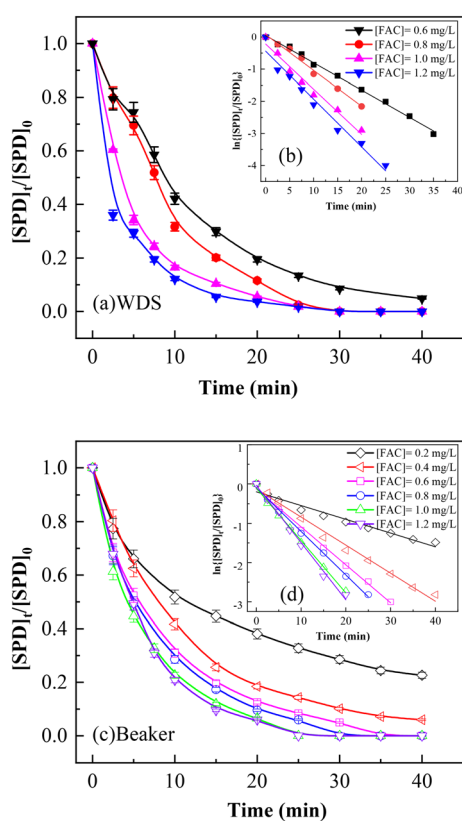 [FAC]= 0.6 mg/L
[FAC]= 0.8 mg/L
[FAC]= 1.0 mg/L
[FAC]= 1.2 mg/L
ln{[SPD]t/[SPD]0}
0
-1
-2
-3
-4
(b)
0 5 10 15 20 25 30 35 40
Time (min)
[SPD]t/[SPD]0
1.0
0.8
0.6
0.4
0.2
0.0
(a)WDS
0 10 20 30 40
Time (min)
[FAC]= 0.2 mg/L
[FAC]= 0.4 mg/L
[FAC]= 0.6 mg/L
[FAC]= 0.8 mg/L
[FAC]= 1.0 mg/L
[FAC]= 1.2 mg/L
ln{[SPD]t/[SPD]0}
1
0
-1
-2
-3
(d)
0 10 20 30 40
Time (min)
[SPD]t/[SPD]0
1.0
0.8
0.6
0.4
0.2
0.0
(c)Beaker
0 10 20 30 40
Time (min)